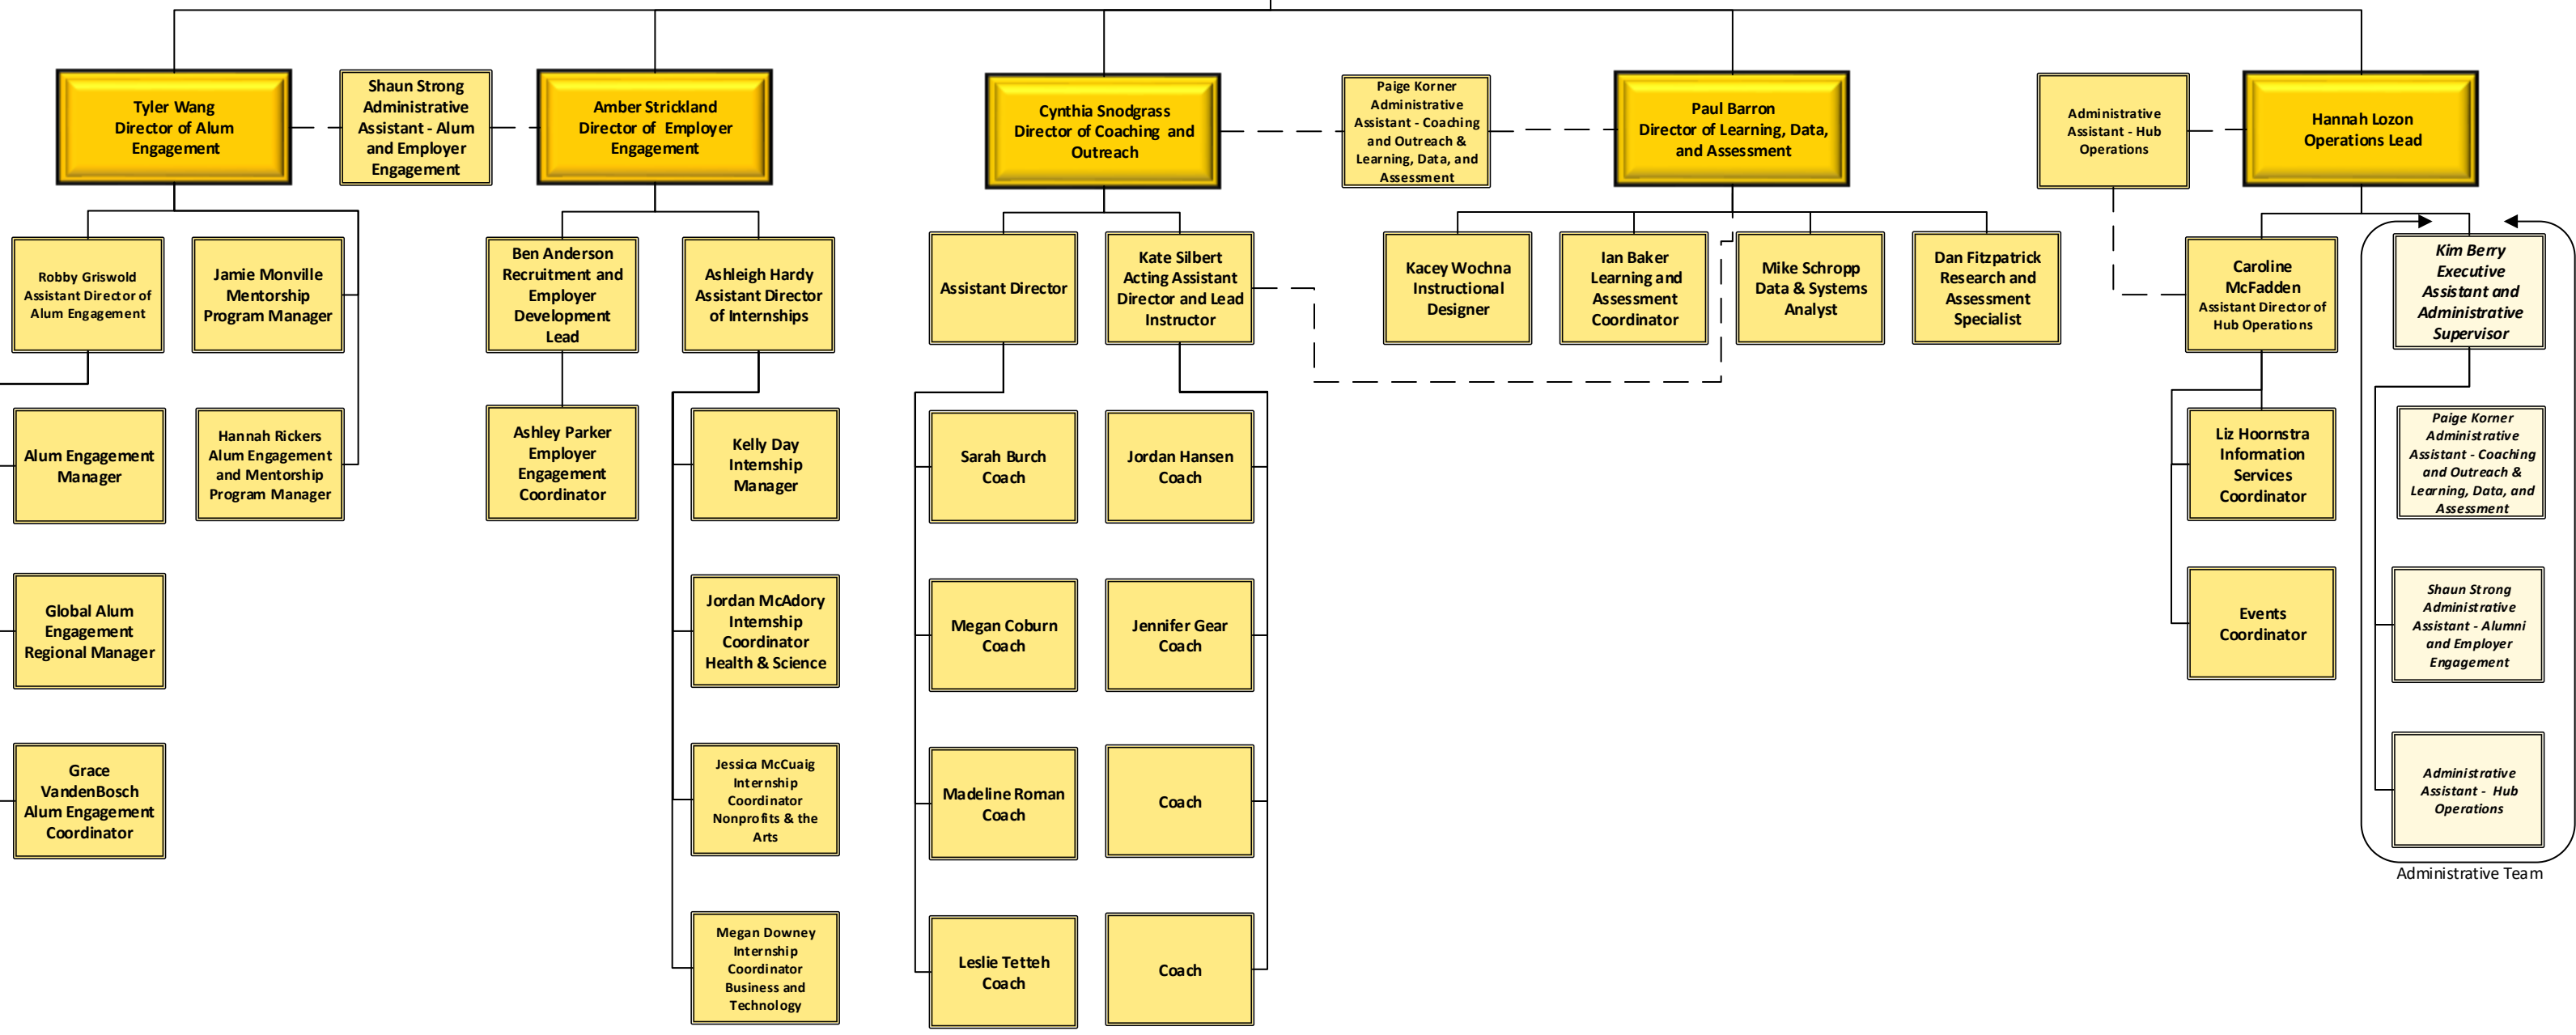 Tyler Wang
Director of Alum
Engagement
Shaun Strong
Administrative
Assistant - Alum
and Employer
Engagement
Amber Strickland
Director of Employer
Engagement
Cynthia Snodgrass
Director of Coaching and
Outreach
Paige Korner
Administrative
Assistant - Coaching
and Outreach &
Learning, Data, and
Assessment
Paul Barron
Director of Learning, Data,
and Assessment
Administrative
Assistant - Hub
Operations
Hannah Lozon
Operations Lead
Robby Griswold
Assistant Director of
Alum Engagement
Jamie Monville
Mentorship
Program Manager
Ben Anderson
Recruitment and
Employer
Development
Lead
Ashleigh Hardy
Assistant Director
of Internships
Assistant Director
Kate Silbert
Acting Assistant
Director and Lead
Instructor
Kacey Wochna
Instructional
Designer
Ian Baker
Learning and
Assessment
Coordinator
Mike Schropp
Data & Systems
Analyst
Dan Fitzpatrick
Research and
Assessment
Specialist
Caroline
McFadden
Assistant Director of
Hub Operations
Kim Berry
Executive
Assistant and
Administrative
Supervisor
Alum Engagement
Manager
Hannah Rickers
Alum Engagement
and Mentorship
Program Manager
Ashley Parker
Employer
Engagement
Coordinator
Kelly Day
Internship
Manager
Sarah Burch
Coach
Jordan Hansen
Coach
Liz Hoornstra
Information
Services
Coordinator
Paige Korner
Administrative
Assistant - Coaching
and Outreach &
Learning, Data, and
Assessment
Global Alum
Engagement
Regional Manager
Jordan McAdory
Internship
Coordinator
Health & Science
Megan Coburn
Coach
Jennifer Gear
Coach
Events
Coordinator
Shaun Strong
Administrative
Assistant - Alumni
and Employer
Engagement
Grace
VandenBosch
Alum Engagement
Coordinator
Jessica McCuaig
Internship
Coordinator
Nonprofits & the
Arts
Madeline Roman
Coach
Coach
Administrative
Assistant - Hub
Operations
Administrative Team
Megan Downey
Internship
Coordinator
Business and
Technology
Leslie Tetteh
Coach
Coach